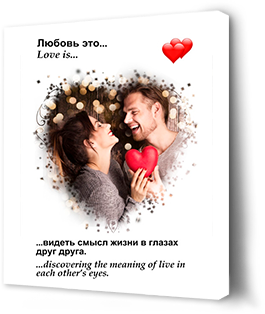 Любовь это...
Love is...
...видеть смысл жизни в глазах
друг друга.
...discovering the meaning of live in
each other's eyes.